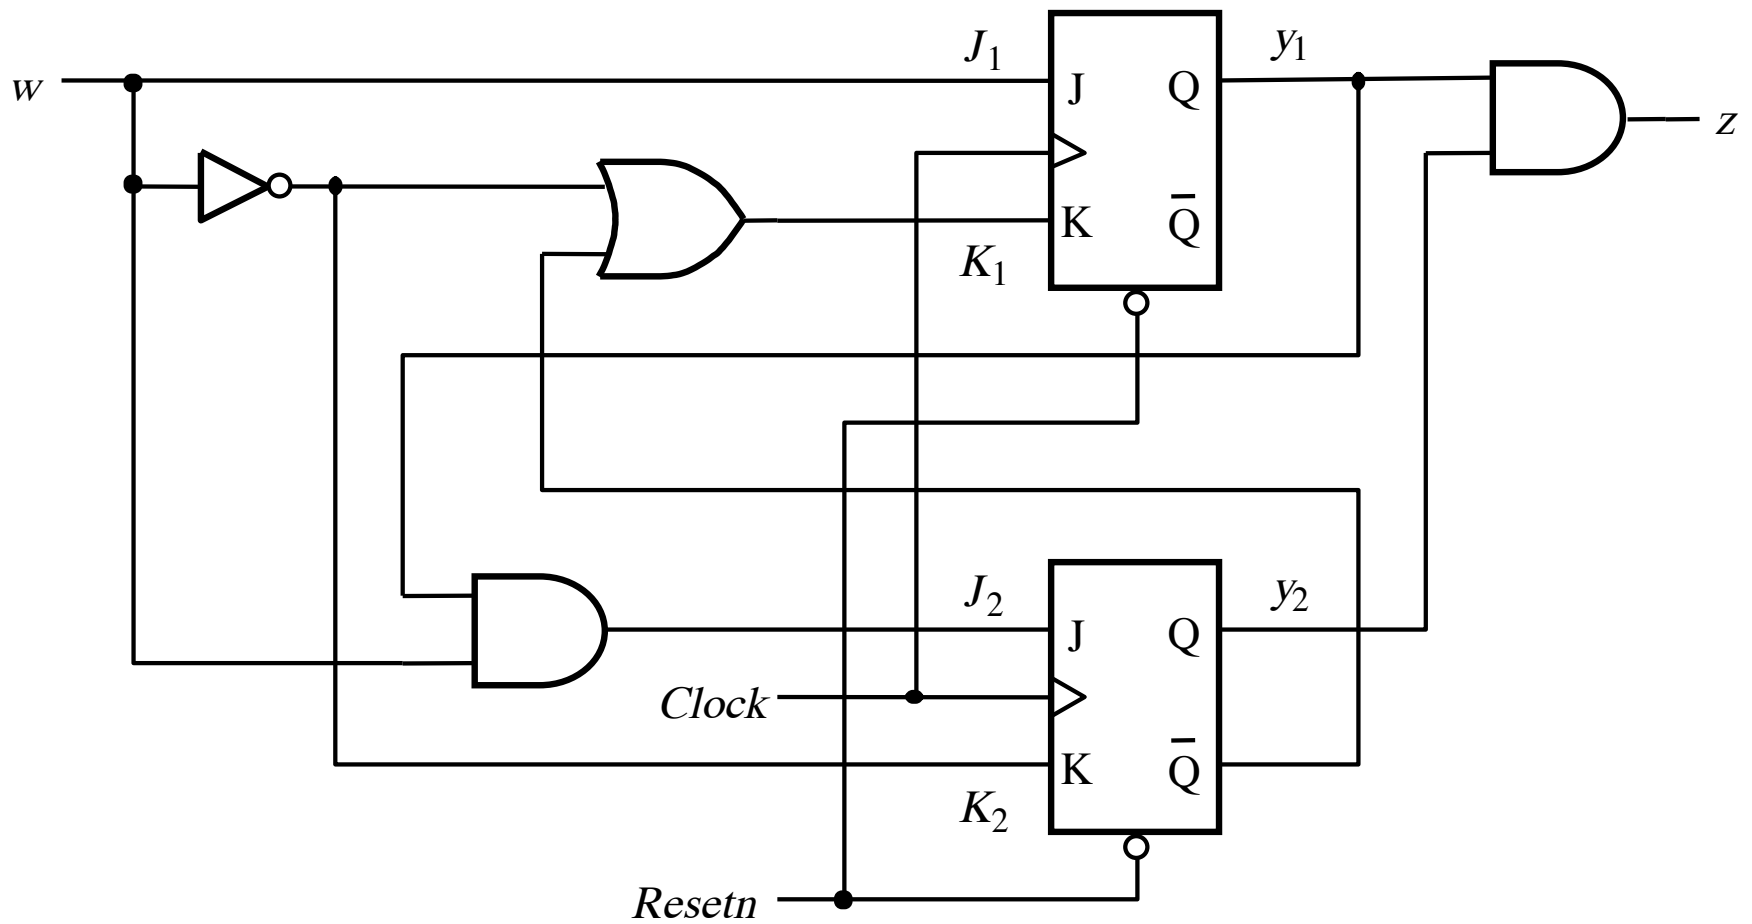 J₁
y₁
w
J
Q
z
K
Q̅
K₁
J₂
y₂
J
Q
Clock
K
Q̅
K₂
Resetn